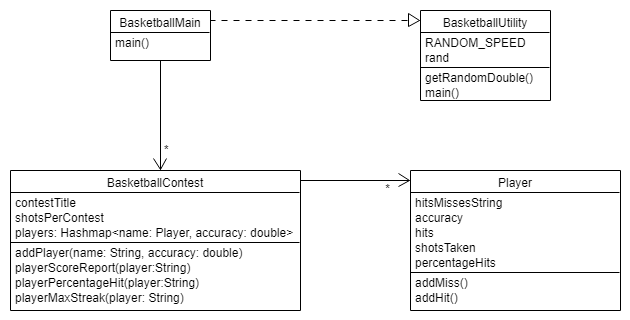 BasketballMain
main()
BasketballUtility
RANDOM_SPEED
rand
getRandomDouble()
main()
*
BasketballContest
contestTitle
shotsPerContest
players: Hashmap<name: Player, accuracy: double>
addPlayer(name: String, accuracy: double)
playerScoreReport(player:String)
playerPercentageHit(player:String)
playerMaxStreak(player: String)
*
Player
hitsMissesString
accuracy
hits
shotsTaken
percentageHits
addMiss()
addHit()